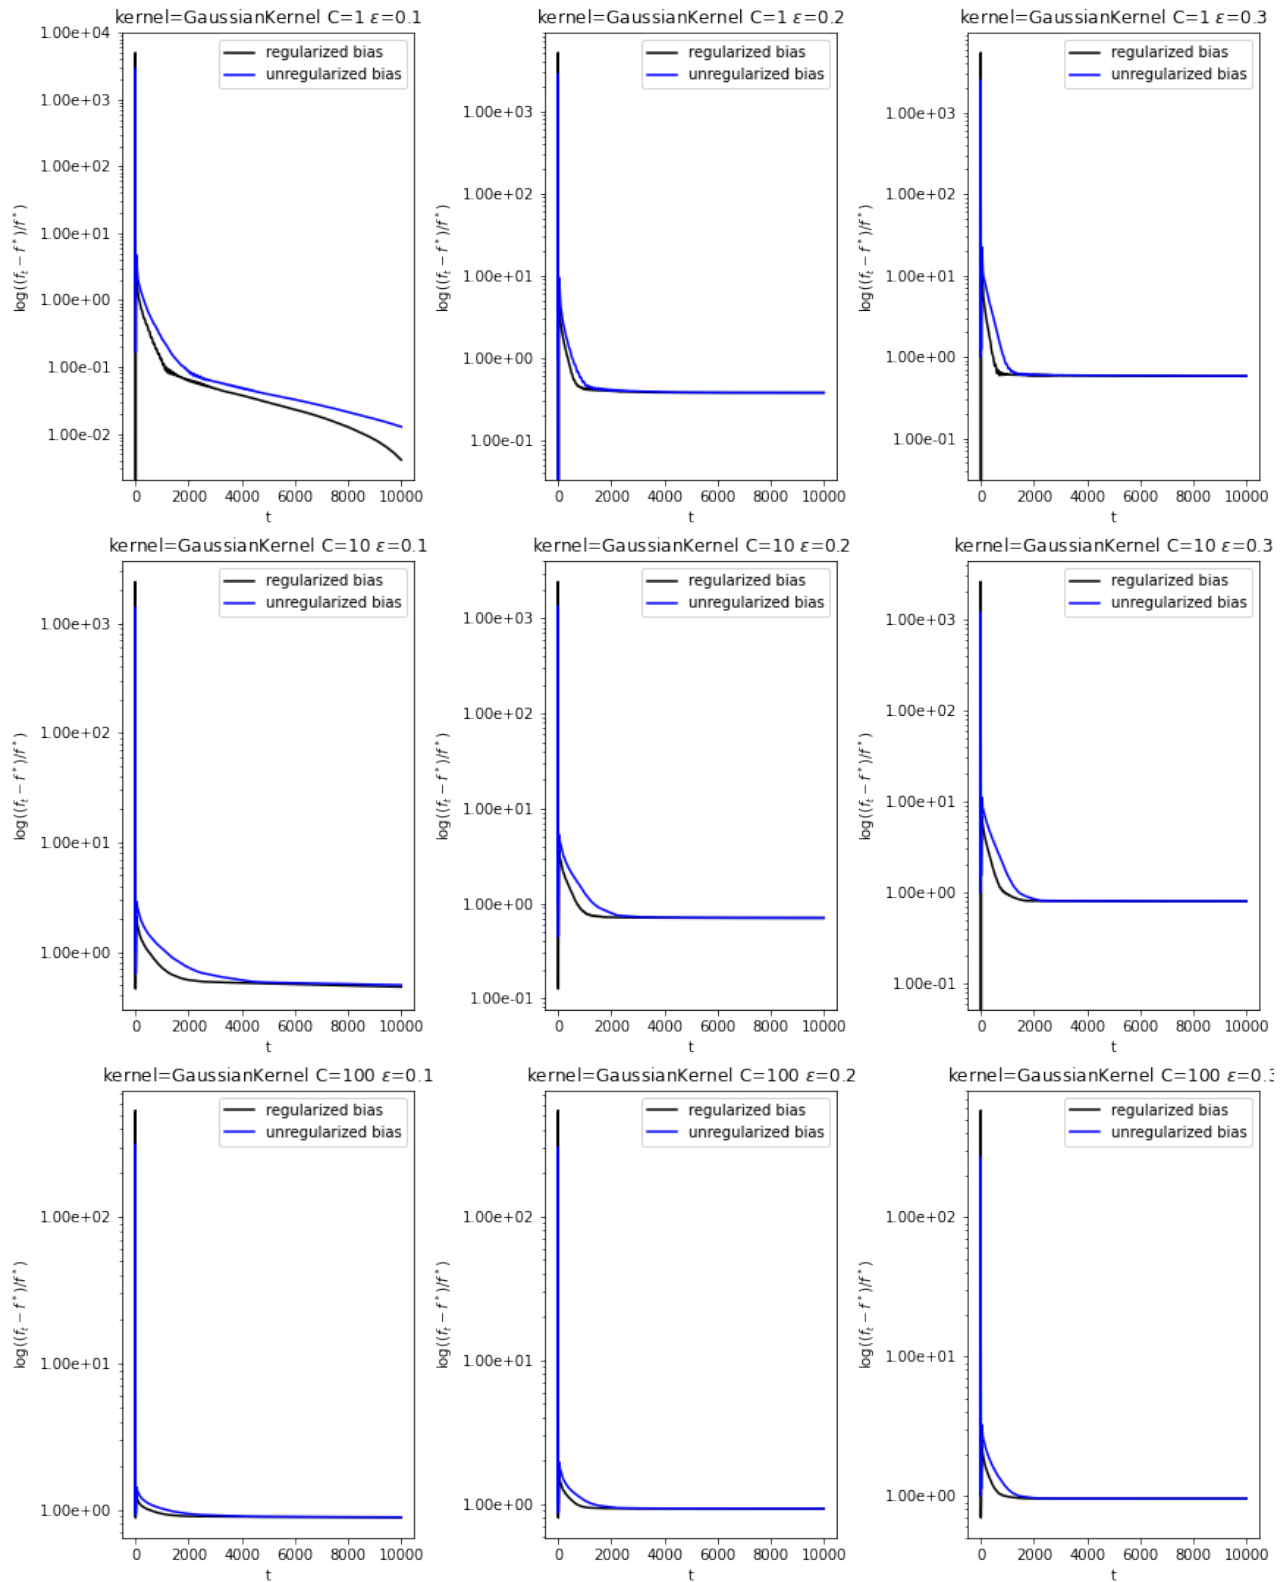 kernel=GaussianKernel C=1 ε=0.1
1.00e+04
1.00e+03
1.00e+02
1.00e+01
1.00e+00
1.00e-01
1.00e-02
log((f_t − f*)/f*)
regularized bias
unregularized bias
0 2000 4000 6000 8000 10000
t
kernel=GaussianKernel C=1 ε=0.2
1.00e+03
1.00e+02
1.00e+01
1.00e+00
1.00e-01
log((f_t − f*)/f*)
regularized bias
unregularized bias
0 2000 4000 6000 8000 10000
t
kernel=GaussianKernel C=1 ε=0.3
1.00e+03
1.00e+02
1.00e+01
1.00e+00
1.00e-01
log((f_t − f*)/f*)
regularized bias
unregularized bias
0 2000 4000 6000 8000 10000
t
kernel=GaussianKernel C=10 ε=0.1
1.00e+03
1.00e+02
1.00e+01
1.00e+00
log((f_t − f*)/f*)
regularized bias
unregularized bias
0 2000 4000 6000 8000 10000
t
kernel=GaussianKernel C=10 ε=0.2
1.00e+03
1.00e+02
1.00e+01
1.00e+00
1.00e-01
log((f_t − f*)/f*)
regularized bias
unregularized bias
0 2000 4000 6000 8000 10000
t
kernel=GaussianKernel C=10 ε=0.3
1.00e+03
1.00e+02
1.00e+01
1.00e+00
1.00e-01
log((f_t − f*)/f*)
regularized bias
unregularized bias
0 2000 4000 6000 8000 10000
t
kernel=GaussianKernel C=100 ε=0.1
1.00e+02
1.00e+01
1.00e+00
log((f_t − f*)/f*)
regularized bias
unregularized bias
0 2000 4000 6000 8000 10000
t
kernel=GaussianKernel C=100 ε=0.2
1.00e+02
1.00e+01
1.00e+00
log((f_t − f*)/f*)
regularized bias
unregularized bias
0 2000 4000 6000 8000 10000
t
kernel=GaussianKernel C=100 ε=0.3
1.00e+02
1.00e+01
1.00e+00
log((f_t − f*)/f*)
regularized bias
unregularized bias
0 2000 4000 6000 8000 10000
t